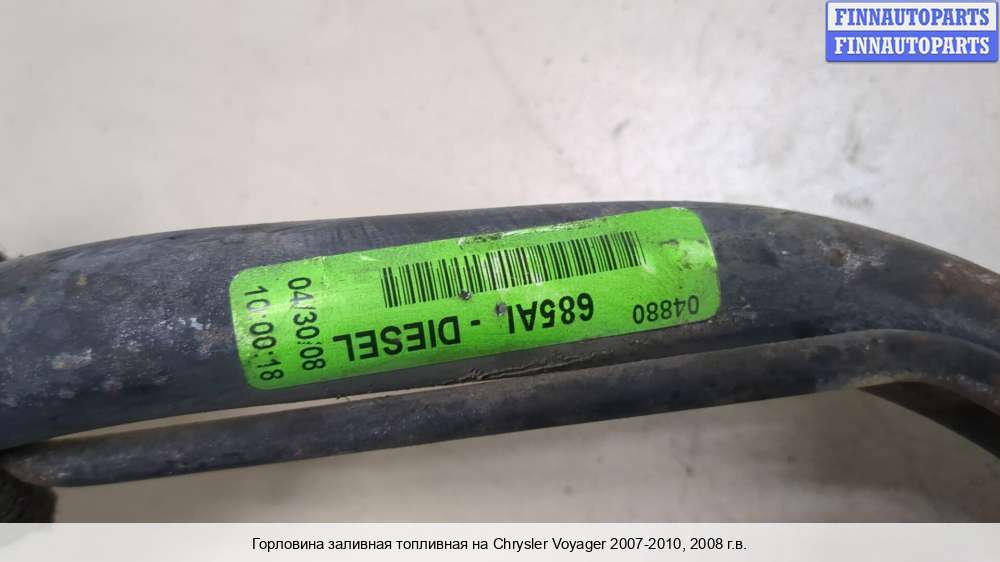 FINNAUTOPARTS
FINNAUTOPARTS
04880
685AL - DIESEL
04/30/08
10:00:18
Горловина заливная топливная на Chrysler Voyager 2007-2010, 2008 г.в.